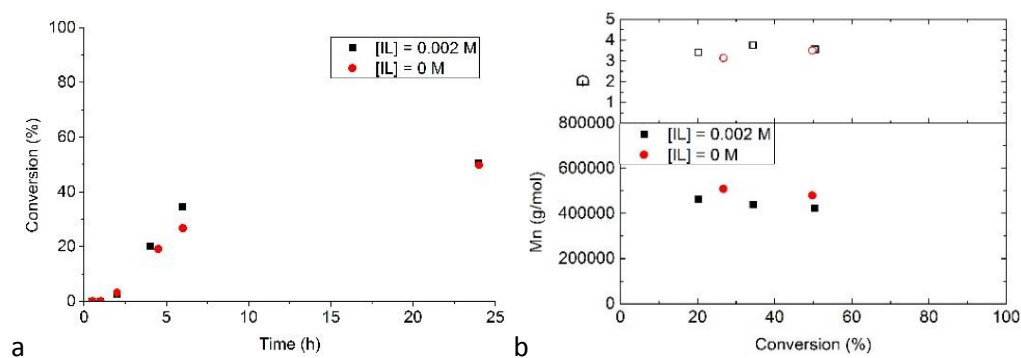 100
80
60
40
20
0
Conversion (%)
[IL] = 0.002 M
[IL] = 0 M
0 5 10 15 20 25
Time (h)
a
5
4
3
2
1
Đ
800000
600000
400000
200000
0
Mn (g/mol)
[IL] = 0.002 M
[IL] = 0 M
0 20 40 60 80 100
Conversion (%)
b